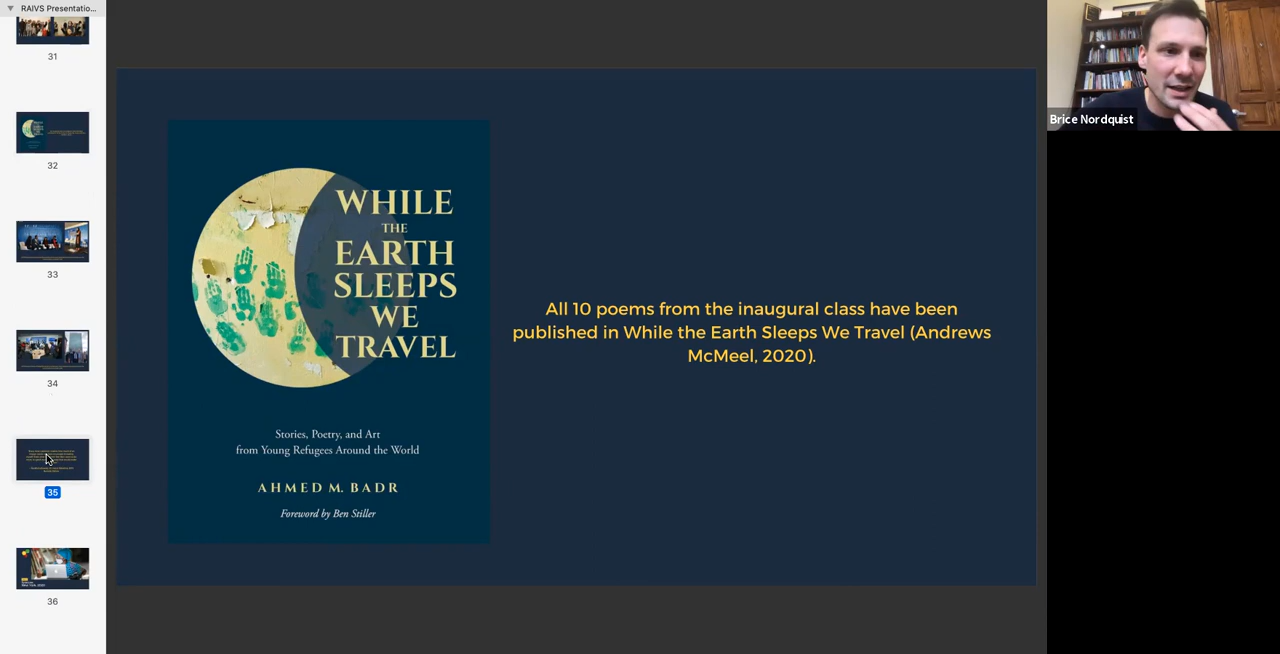 RAIVS Presentatio...
31
32
33
34
35
36
WHILE
THE
EARTH
SLEEPS
WE
TRAVEL
Stories, Poetry, and Art
from Young Refugees Around the World
AHMED M. BADR
Foreword by Ben Stiller
All 10 poems from the inaugural class have been
published in While the Earth Sleeps We Travel (Andrews
McMeel, 2020).
Brice Nordquist